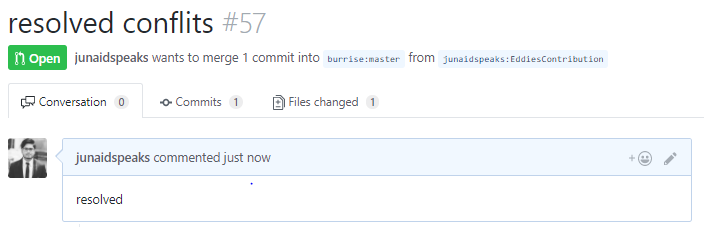 resolved conflits #57
Open junaidspeaks wants to merge 1 commit into burrise:master from junaidspeaks:EddiesContribution
Conversation 0 Commits 1 Files changed 1
junaidspeaks commented just now
resolved